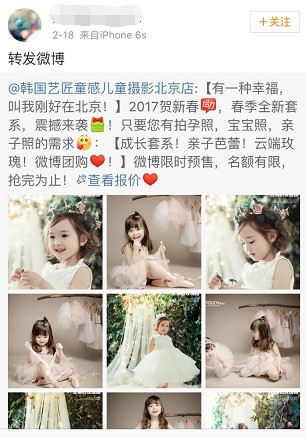 2-18 来自iPhone 6s
+关注
转发微博
@韩国艺匠童感儿童摄影北京店:【有一种幸福,
叫我刚好在北京!】2017贺新春,春季全新套
系,震撼来袭!只要您有拍孕照,宝宝照,亲
子照的需求:【成长套系!亲子芭蕾!云端玫
瑰!微博团购!】微博限时预售,名额有限,
抢完为止!查看报价